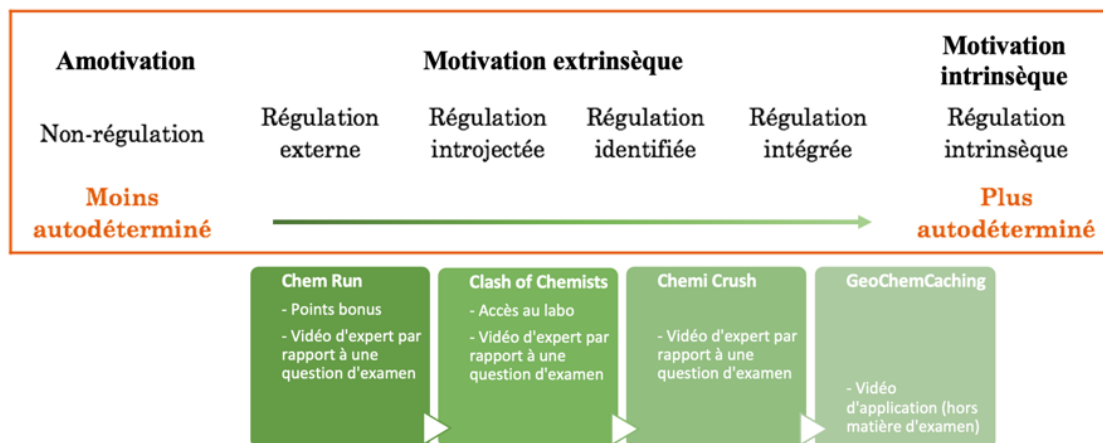 Amotivation
Motivation extrinsèque
Motivation
intrinsèque
Non-régulation
Régulation
externe
Régulation
introjectée
Régulation
identifiée
Régulation
intégrée
Régulation
intrinsèque
Moins
autodéterminé
Plus
autodéterminé
Chem Run
- Points bonus
- Vidéo d'expert par
rapport à une
question d'examen
Clash of Chemists
- Accès au labo
- Vidéo d'expert par
rapport à une
question d'examen
Chemi Crush
- Vidéo d'expert par
rapport à une
question d'examen
GeoChemCaching
- Vidéo
d'application (hors
matière d'examen)